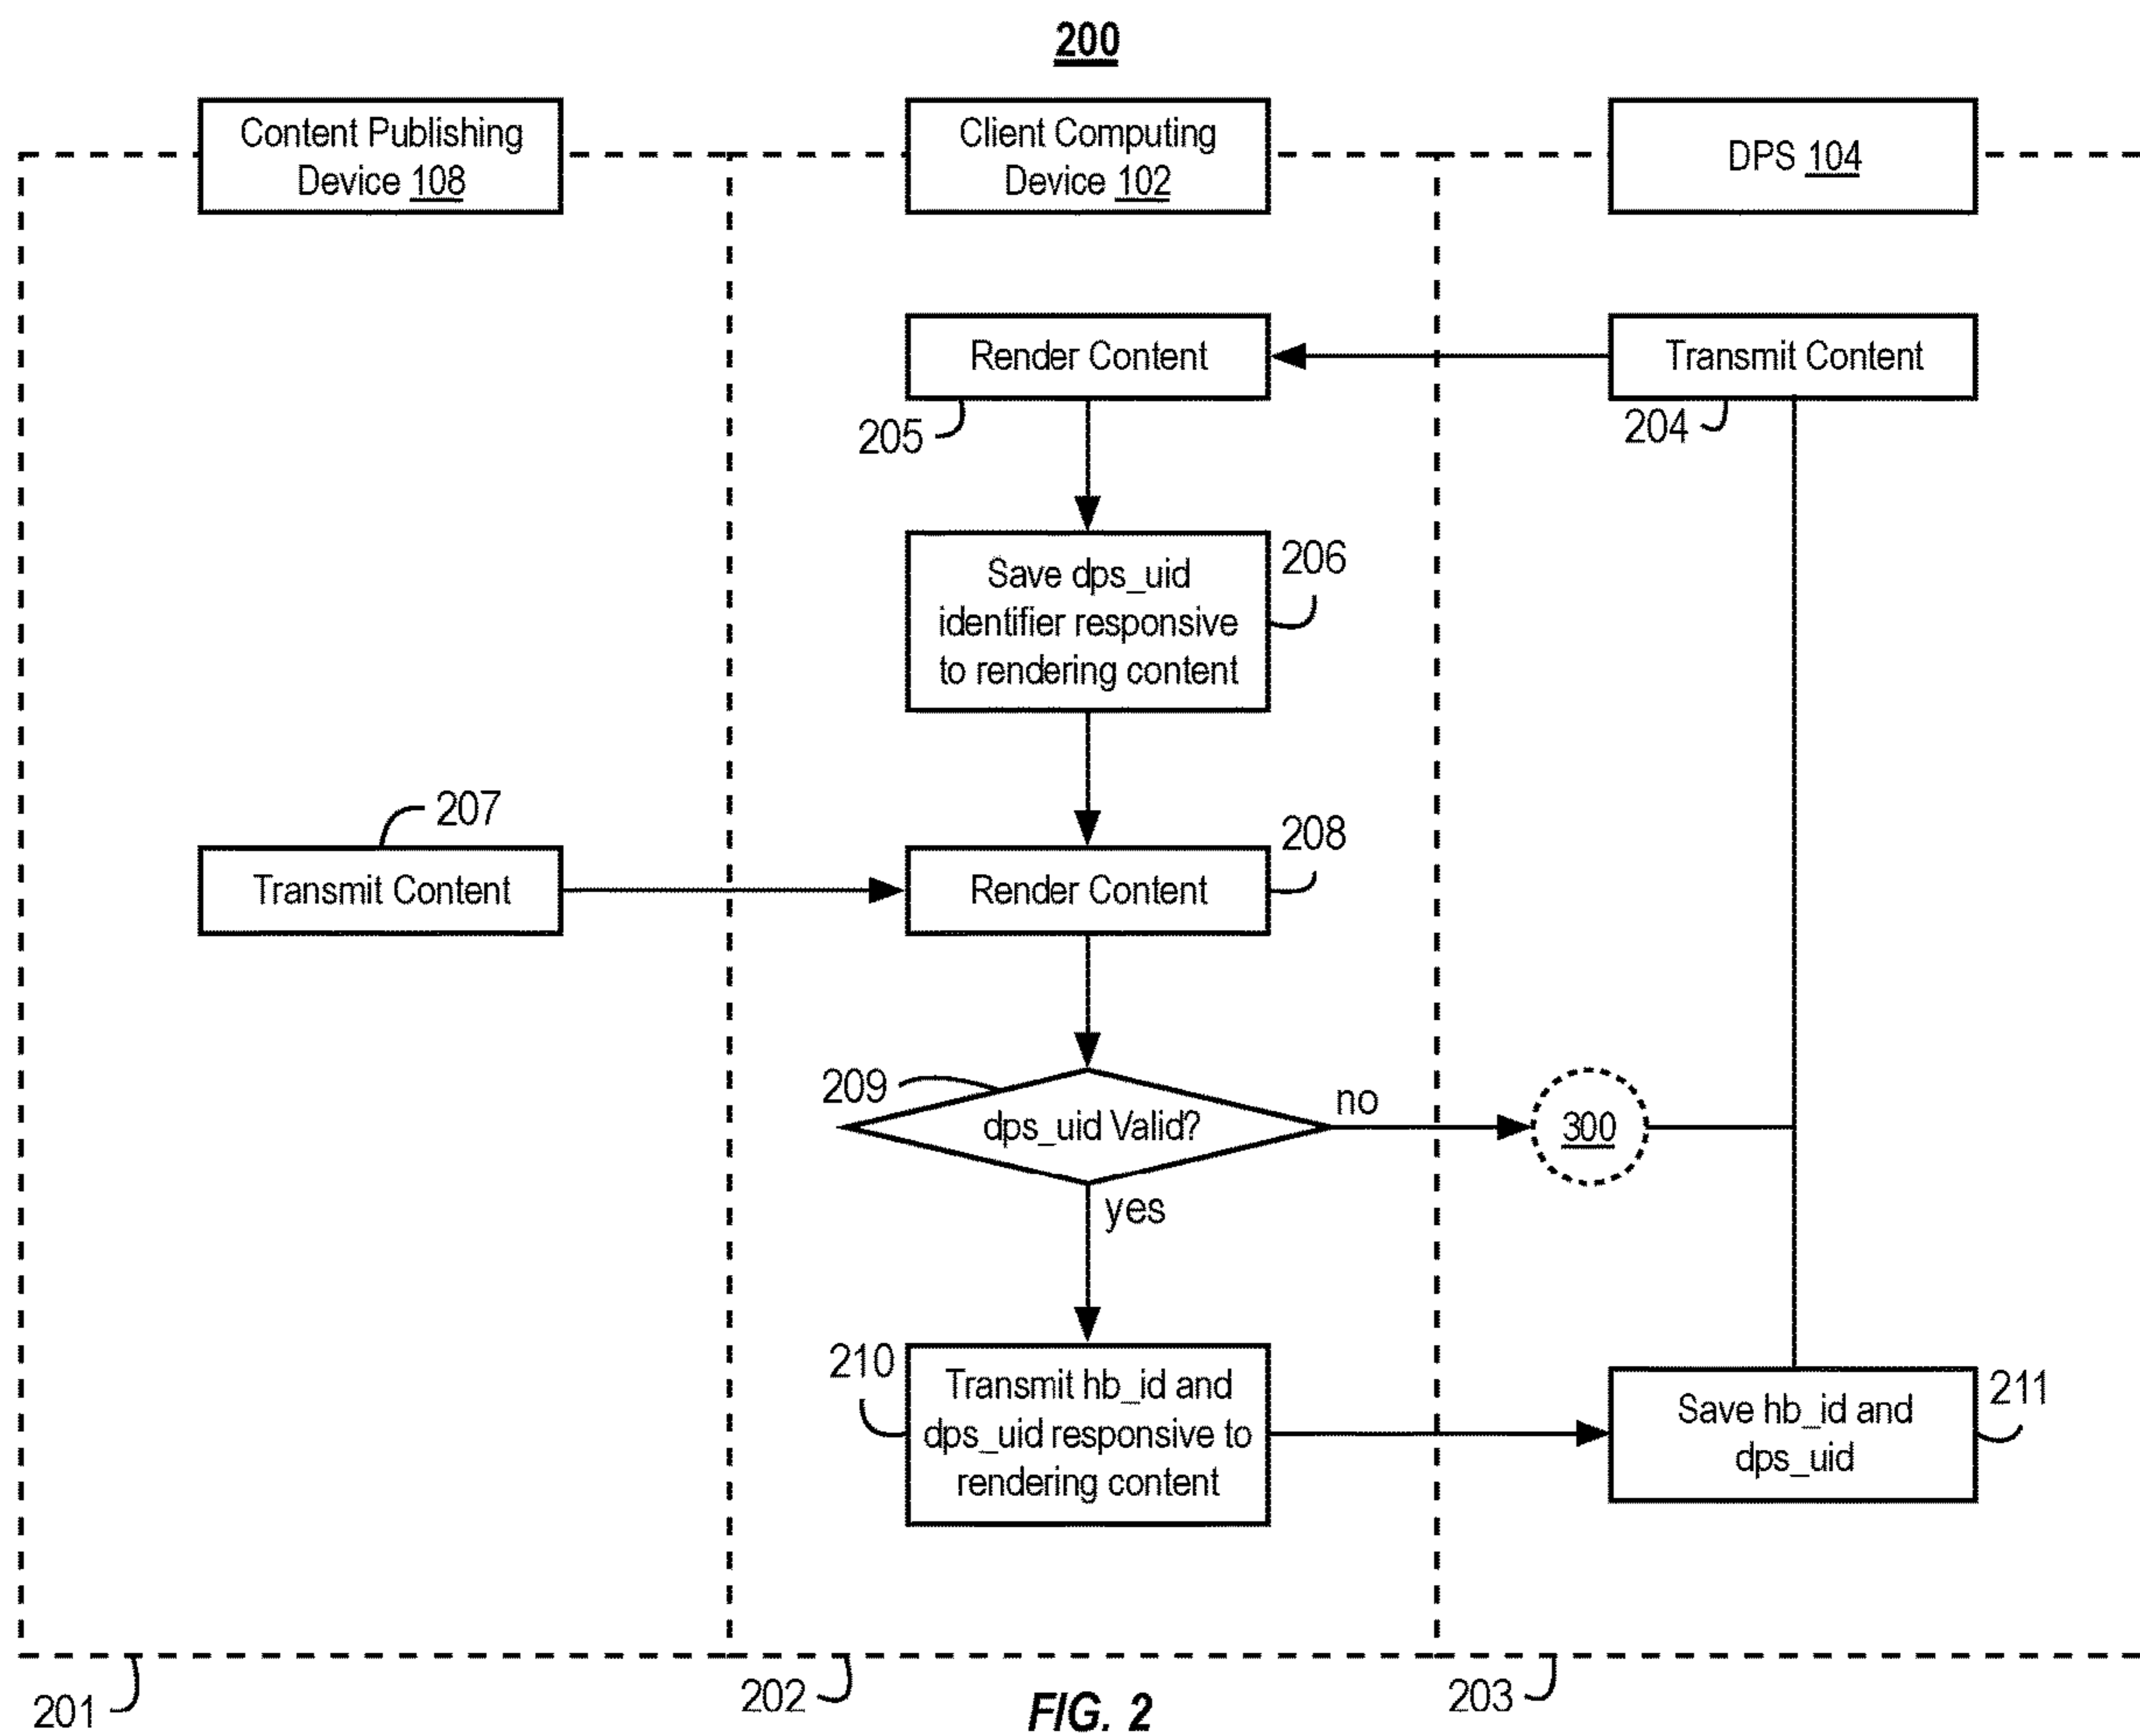 200
Content Publishing
Device 108
Client Computing
Device 102
DPS 104
Render Content
Transmit Content
205
204
Save dps_uid
identifier responsive
to rendering content
206
207
Transmit Content
Render Content
208
209
dps_uid Valid?
no
300
yes
210
Transmit hb_id and
dps_uid responsive to
rendering content
Save hb_id and
dps_uid
211
201
202
203
FIG. 2